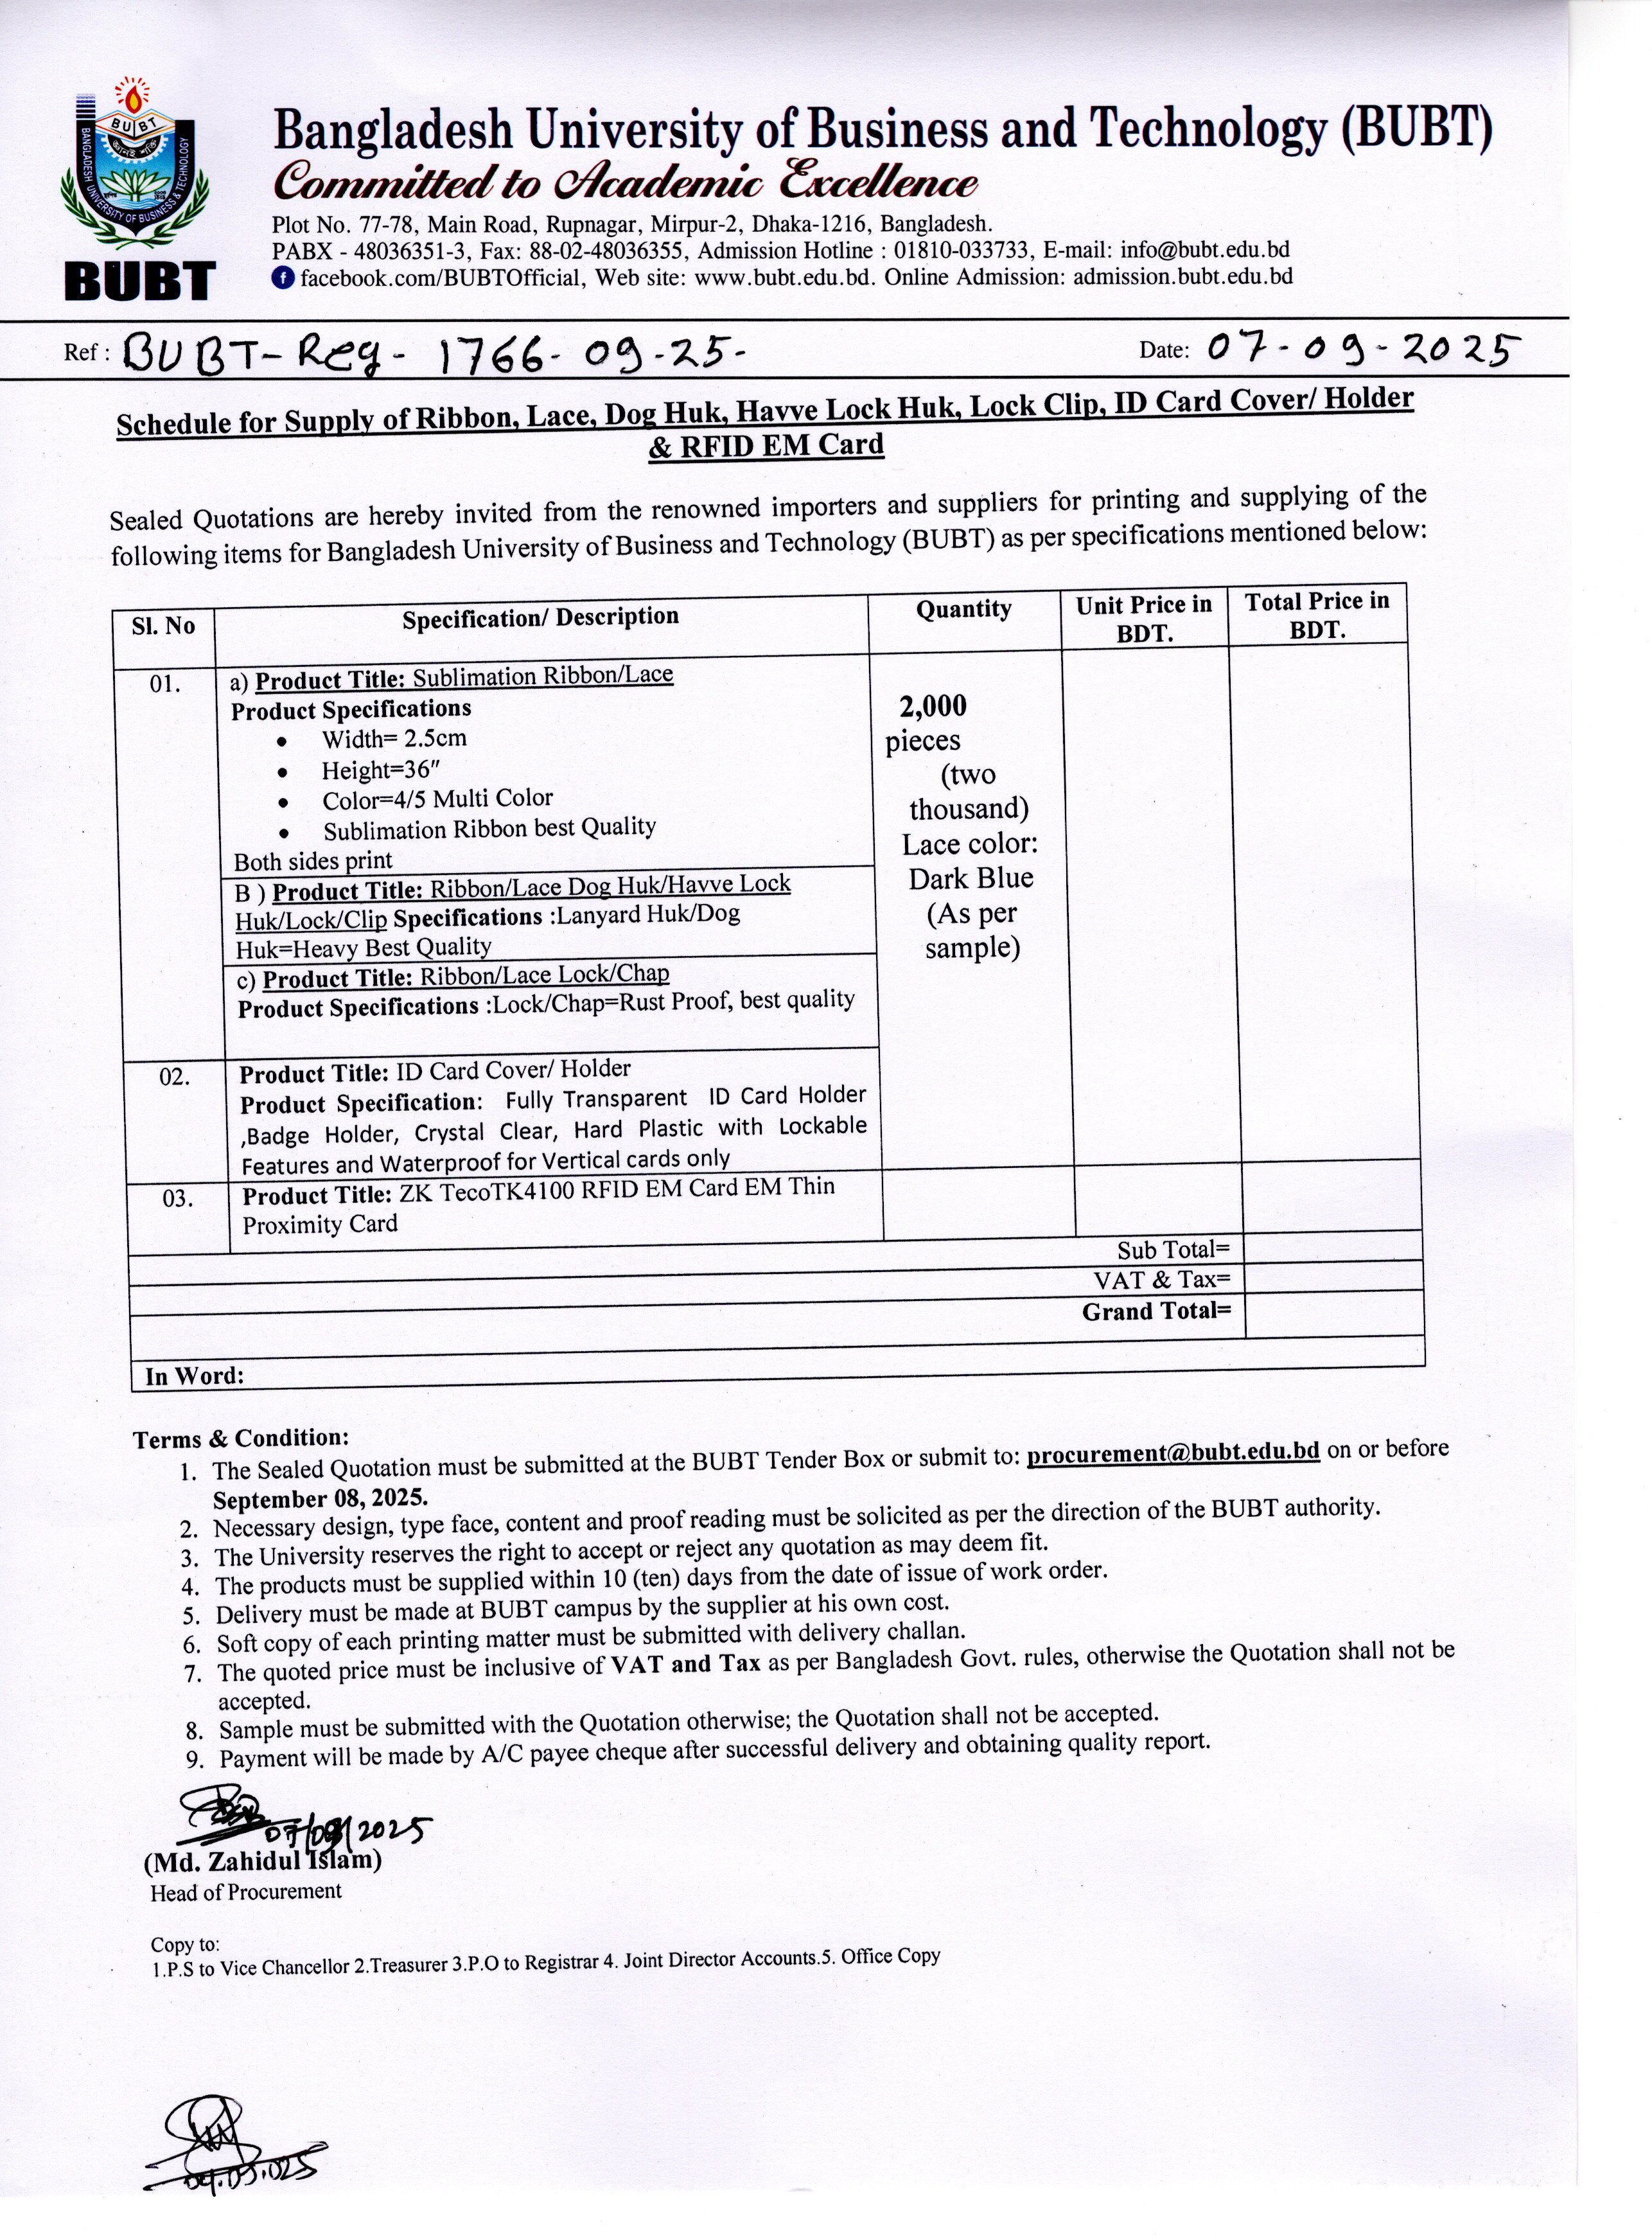 BUBT
জ্ঞানই শক্তি
BANGLADESH UNIVERSITY OF BUSINESS & TECHNOLOGY
BUBT
Bangladesh University of Business and Technology (BUBT)
Committed to Academic Excellence
Plot No. 77-78, Main Road, Rupnagar, Mirpur-2, Dhaka-1216, Bangladesh.
PABX - 48036351-3, Fax: 88-02-48036355, Admission Hotline : 01810-033733, E-mail: info@bubt.edu.bd
facebook.com/BUBTOfficial, Web site: www.bubt.edu.bd. Online Admission: admission.bubt.edu.bd
Ref : BUBT-Reg- 1766-09-25- Date: 07-09-2025
Schedule for Supply of Ribbon, Lace, Dog Huk, Havve Lock Huk, Lock Clip, ID Card Cover/ Holder
& RFID EM Card
Sealed Quotations are hereby invited from the renowned importers and suppliers for printing and supplying of the
following items for Bangladesh University of Business and Technology (BUBT) as per specifications mentioned below:
Sl. No Specification/ Description Quantity Unit Price in BDT. Total Price in BDT.
01. a) Product Title: Sublimation Ribbon/Lace
Product Specifications
• Width= 2.5cm
• Height=36″
• Color=4/5 Multi Color
• Sublimation Ribbon best Quality
Both sides print
B ) Product Title: Ribbon/Lace Dog Huk/Havve Lock
Huk/Lock/Clip Specifications :Lanyard Huk/Dog
Huk=Heavy Best Quality
c) Product Title: Ribbon/Lace Lock/Chap
Product Specifications :Lock/Chap=Rust Proof, best quality
2,000
pieces
(two
thousand)
Lace color:
Dark Blue
(As per
sample)
02. Product Title: ID Card Cover/ Holder
Product Specification: Fully Transparent ID Card Holder
,Badge Holder, Crystal Clear, Hard Plastic with Lockable
Features and Waterproof for Vertical cards only
03. Product Title: ZK TecoTK4100 RFID EM Card EM Thin
Proximity Card
Sub Total=
VAT & Tax=
Grand Total=
In Word:
Terms & Condition:
1. The Sealed Quotation must be submitted at the BUBT Tender Box or submit to: procurement@bubt.edu.bd on or before
September 08, 2025.
2. Necessary design, type face, content and proof reading must be solicited as per the direction of the BUBT authority.
3. The University reserves the right to accept or reject any quotation as may deem fit.
4. The products must be supplied within 10 (ten) days from the date of issue of work order.
5. Delivery must be made at BUBT campus by the supplier at his own cost.
6. Soft copy of each printing matter must be submitted with delivery challan.
7. The quoted price must be inclusive of VAT and Tax as per Bangladesh Govt. rules, otherwise the Quotation shall not be
accepted.
8. Sample must be submitted with the Quotation otherwise; the Quotation shall not be accepted.
9. Payment will be made by A/C payee cheque after successful delivery and obtaining quality report.
07/09/2025
(Md. Zahidul Islam)
Head of Procurement
Copy to:
1.P.S to Vice Chancellor 2.Treasurer 3.P.O to Registrar 4. Joint Director Accounts.5. Office Copy